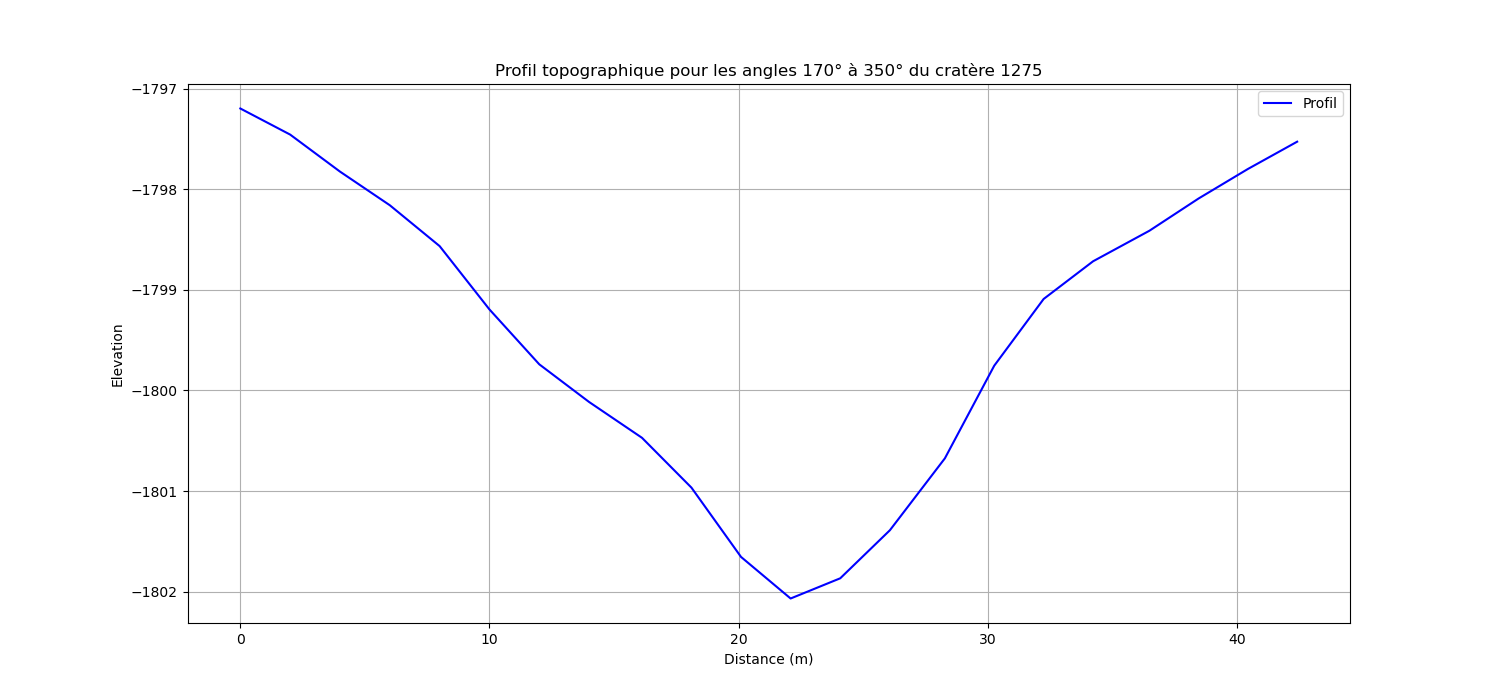 Profil topographique pour les angles 170° à 350° du cratère 1275
Profil
−1797
−1798
−1799
−1800
−1801
−1802
Elevation
0 10 20 30 40
Distance (m)